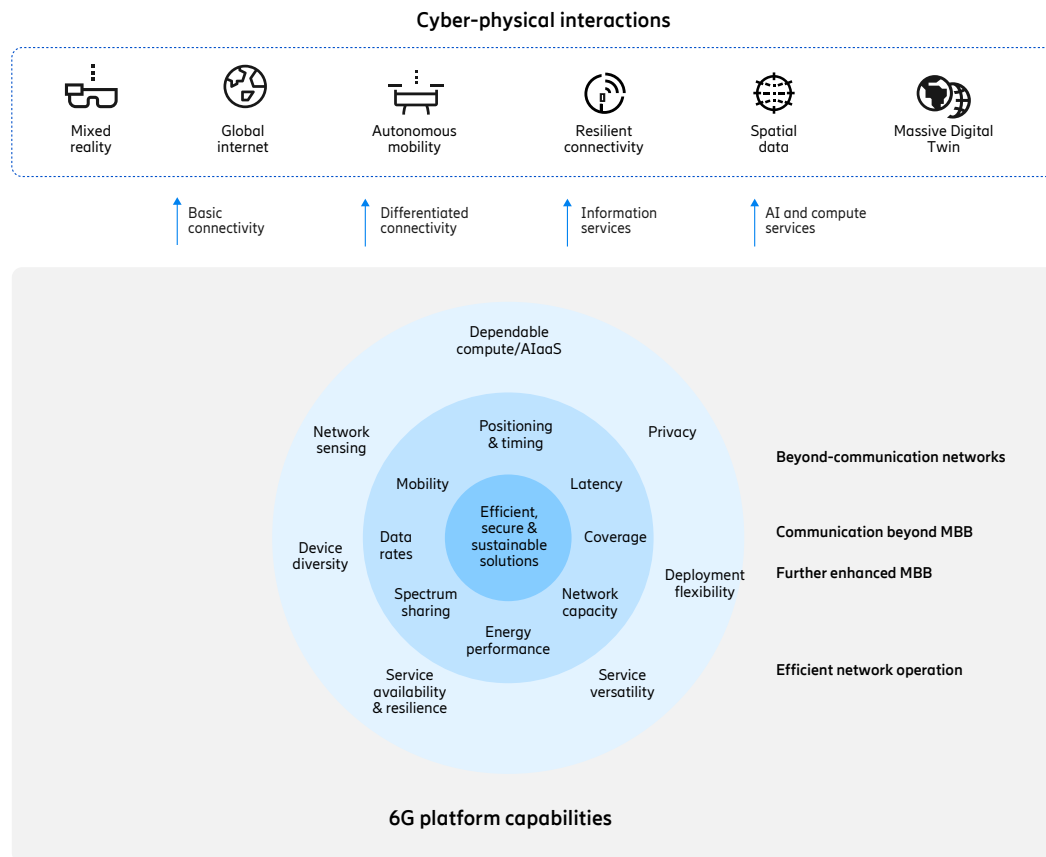 Cyber-physical interactions
Mixed
reality
Global
internet
Autonomous
mobility
Resilient
connectivity
Spatial
data
Massive Digital
Twin
Basic
connectivity
Differentiated
connectivity
Information
services
AI and compute
services
Dependable
compute/AIaaS
Network
sensing
Positioning
& timing
Privacy
Beyond-communication networks
Mobility
Latency
Efficient,
secure &
sustainable
solutions
Data
rates
Coverage
Communication beyond MBB
Device
diversity
Deployment
flexibility
Further enhanced MBB
Spectrum
sharing
Network
capacity
Energy
performance
Service
availability
& resilience
Service
versatility
Efficient network operation
6G platform capabilities